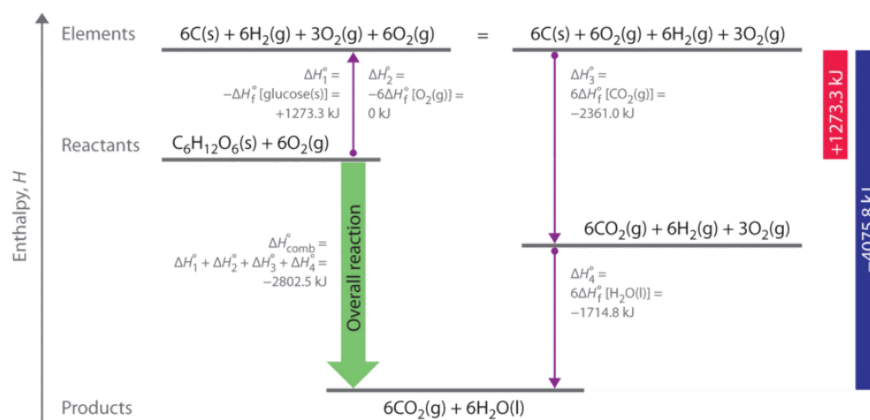 Elements
6C(s) + 6H₂(g) + 3O₂(g) + 6O₂(g)
=
6C(s) + 6O₂(g) + 6H₂(g) + 3O₂(g)
ΔH°₁ =
−ΔH°f [glucose(s)] =
+1273.3 kJ
ΔH°₂ =
−6ΔH°f [O₂(g)] =
0 kJ
ΔH°₃ =
6ΔH°f [CO₂(g)] =
−2361.0 kJ
+1273.3 kJ
−4075.8 kJ
Reactants
C₆H₁₂O₆(s) + 6O₂(g)
Enthalpy, H
6CO₂(g) + 6H₂(g) + 3O₂(g)
ΔH°comb =
ΔH°₁ + ΔH°₂ + ΔH°₃ + ΔH°₄ =
−2802.5 kJ
Overall reaction
ΔH°₄ =
6ΔH°f [H₂O(l)] =
−1714.8 kJ
Products
6CO₂(g) + 6H₂O(l)